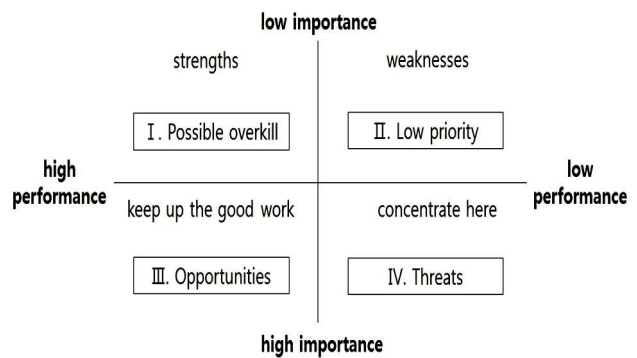 low importance
strengths
weaknesses
Ⅰ. Possible overkill
Ⅱ. Low priority
high
performance
low
performance
keep up the good work
concentrate here
Ⅲ. Opportunities
Ⅳ. Threats
high importance